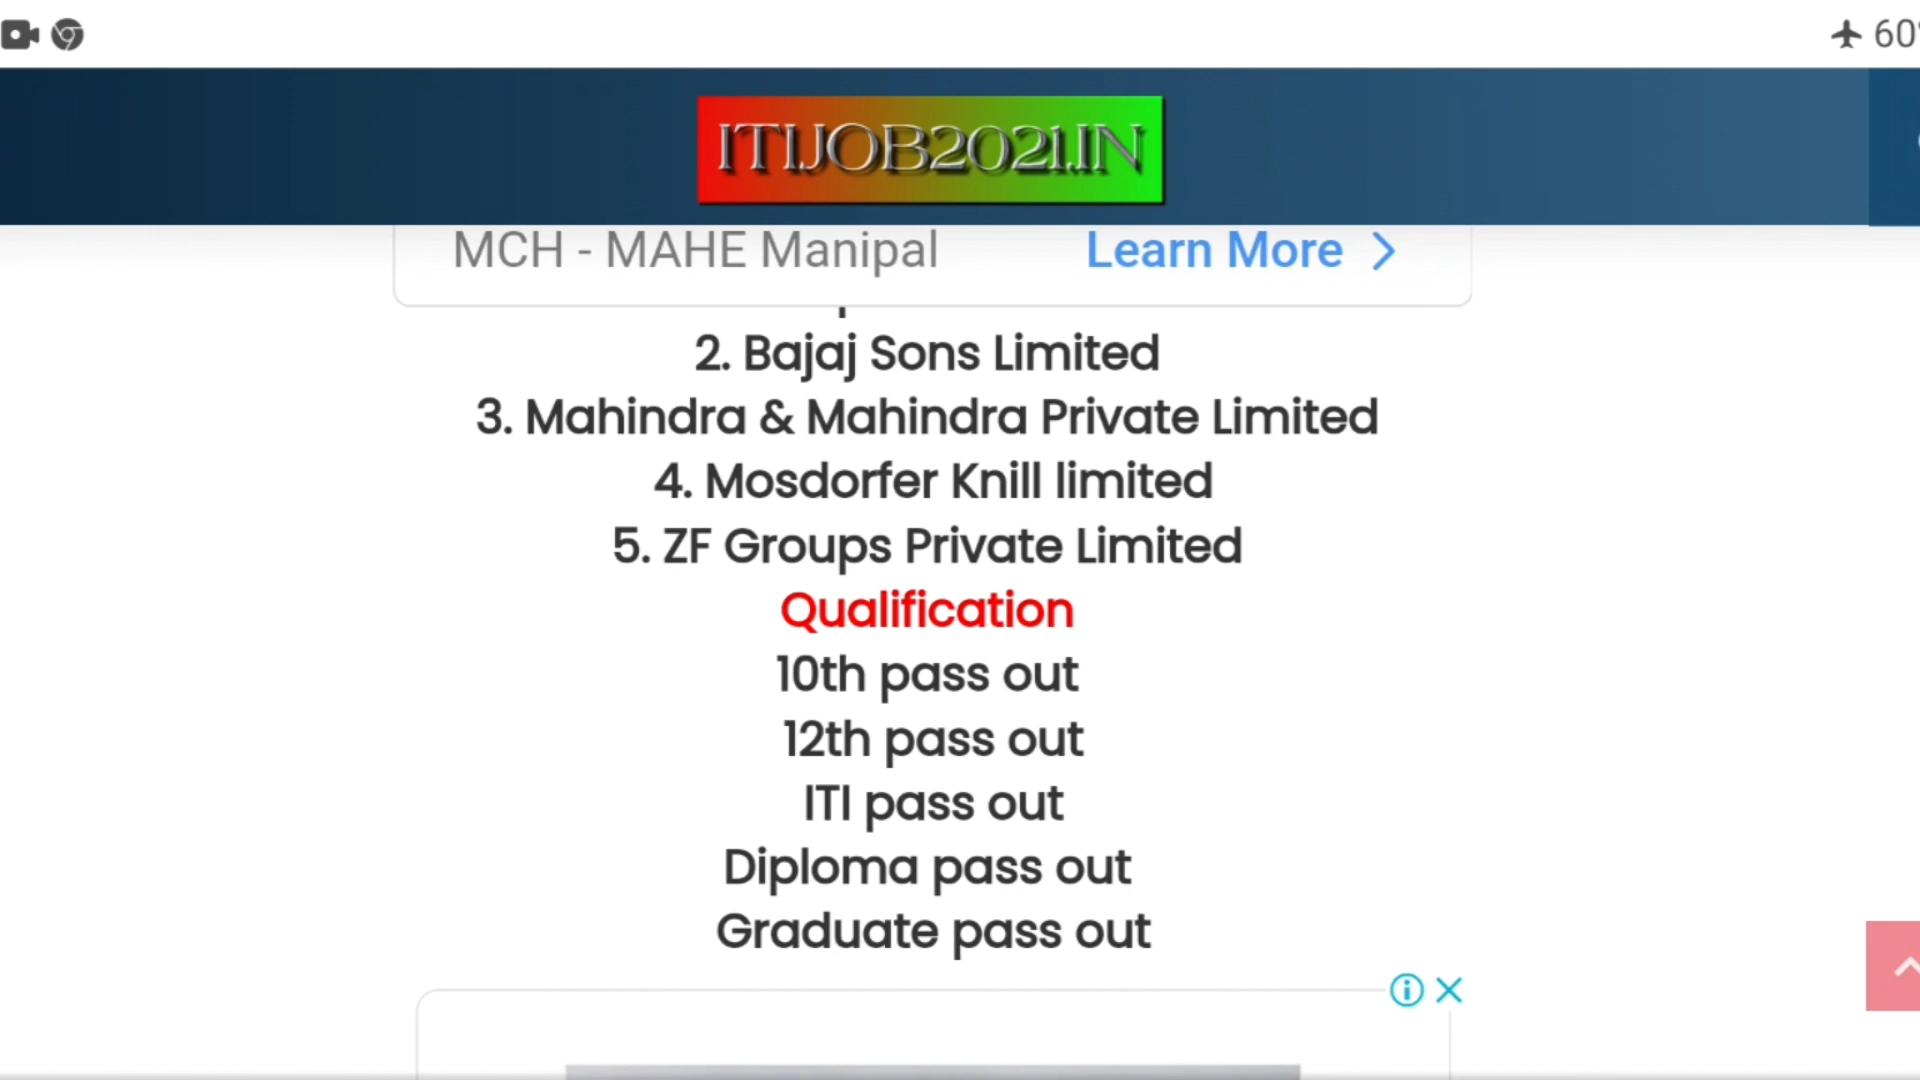 60
ITIJOB2021.IN
MCH - MAHE Manipal
Learn More
2. Bajaj Sons Limited
3. Mahindra & Mahindra Private Limited
4. Mosdorfer Knill limited
5. ZF Groups Private Limited
Qualification
10th pass out
12th pass out
ITI pass out
Diploma pass out
Graduate pass out